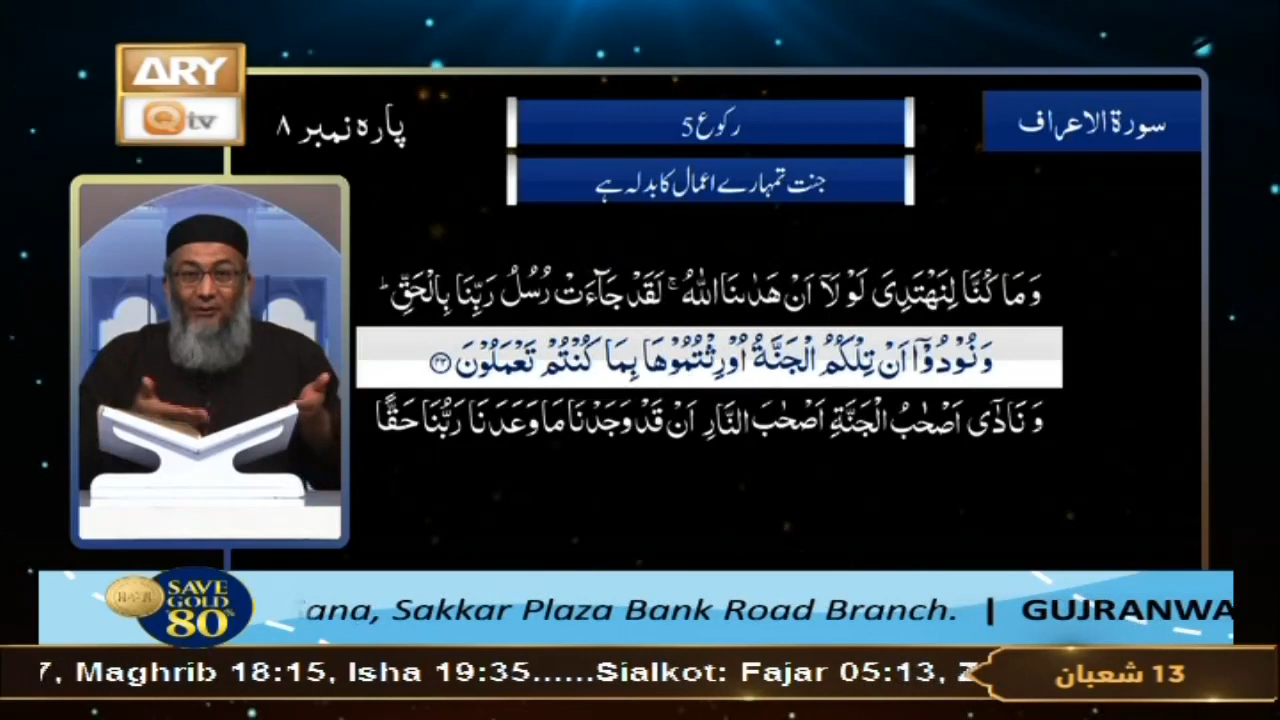 ARY
Qtv
پارہ نمبر ۸
رکوع 5
سورۃ الاعراف
جنت تمہارے اعمال کا بدلہ ہے
وَمَا كُنَّا لِنَهْتَدِىَ لَوْ لَاۤ اَنْ هَدٰىنَا اللّٰهُ ۚ لَقَدْ جَآءَتْ رُسُلُ رَبِّنَا بِالْحَقِّ ؕ
وَنُوْدُوْۤا اَنْ تِلْكُمُ الْجَنَّةُ اُوْرِثْتُمُوْهَا بِمَا كُنْتُمْ تَعْمَلُوْنَ ﴿۴۳﴾
وَ نَادٰٓى اَصْحٰبُ الْجَنَّةِ اَصْحٰبَ النَّارِ اَنْ قَدْ وَجَدْنَا مَا وَعَدَنَا رَبُّنَا حَقًّا
SAVE
GOLD
80%
ana, Sakkar Plaza Bank Road Branch. | GUJRANWA
7, Maghrib 18:15, Isha 19:35......Sialkot: Fajar 05:13, Z
13 شعبان